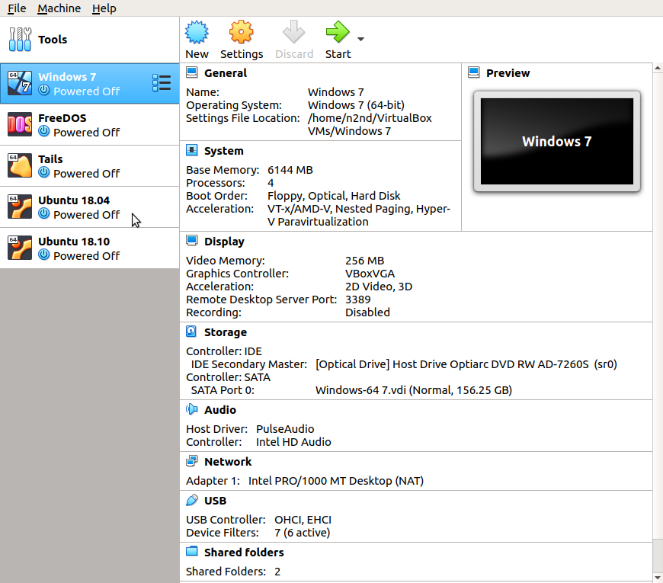 File Machine Help
Tools
New Settings Discard Start
Windows 7
Powered Off
FreeDOS
Powered Off
Tails
Powered Off
Ubuntu 18.04
Powered Off
Ubuntu 18.10
Powered Off
General
Name: Windows 7
Operating System: Windows 7 (64-bit)
Settings File Location: /home/n2nd/VirtualBox
VMs/Windows 7
Preview
Windows 7
System
Base Memory: 6144 MB
Processors: 4
Boot Order: Floppy, Optical, Hard Disk
Acceleration: VT-x/AMD-V, Nested Paging, Hyper-
V Paravirtualization
Display
Video Memory: 256 MB
Graphics Controller: VBoxVGA
Acceleration: 2D Video, 3D
Remote Desktop Server Port: 3389
Recording: Disabled
Storage
Controller: IDE
IDE Secondary Master: [Optical Drive] Host Drive Optiarc DVD RW AD-7260S (sr0)
Controller: SATA
SATA Port 0: Windows-64 7.vdi (Normal, 156.25 GB)
Audio
Host Driver: PulseAudio
Controller: Intel HD Audio
Network
Adapter 1: Intel PRO/1000 MT Desktop (NAT)
USB
USB Controller: OHCI, EHCI
Device Filters: 7 (6 active)
Shared folders
Shared Folders: 2